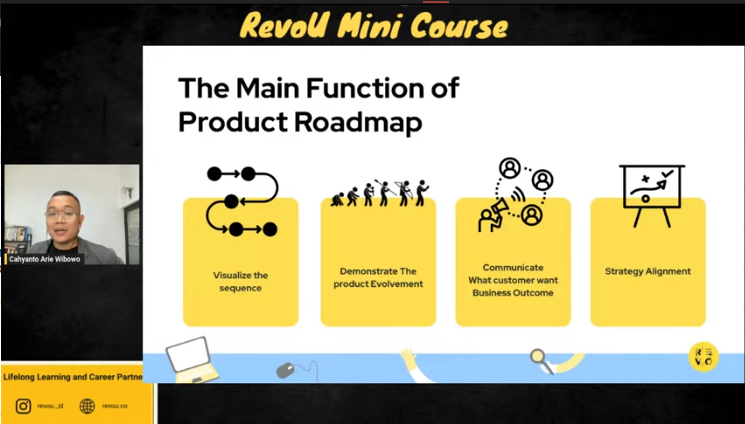 RevoU Mini Course
The Main Function of
Product Roadmap
Visualize the
sequence
Demonstrate The
product Evolvement
Communicate
What customer want
Business Outcome
Strategy Alignment
Cahyanto Arie Wibowo
RE
VO
Lifelong Learning and Career Partne
revou_id
revou.co